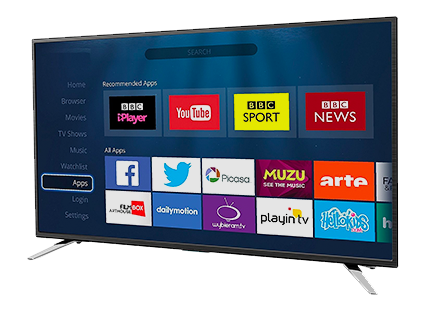 SEARCH
Home
Browser
Movies
TV Shows
Music
Watchlist
Apps
Login
Settings
Recommended Apps
BBC
iPlayer
YouTube
BBC
SPORT
BBC
NEWS
All Apps
Picasa
MUZU
SEE THE MUSIC
arte
FILMBOX
ARTHOUSE
dailymotion
wybieram.tv
playin tv